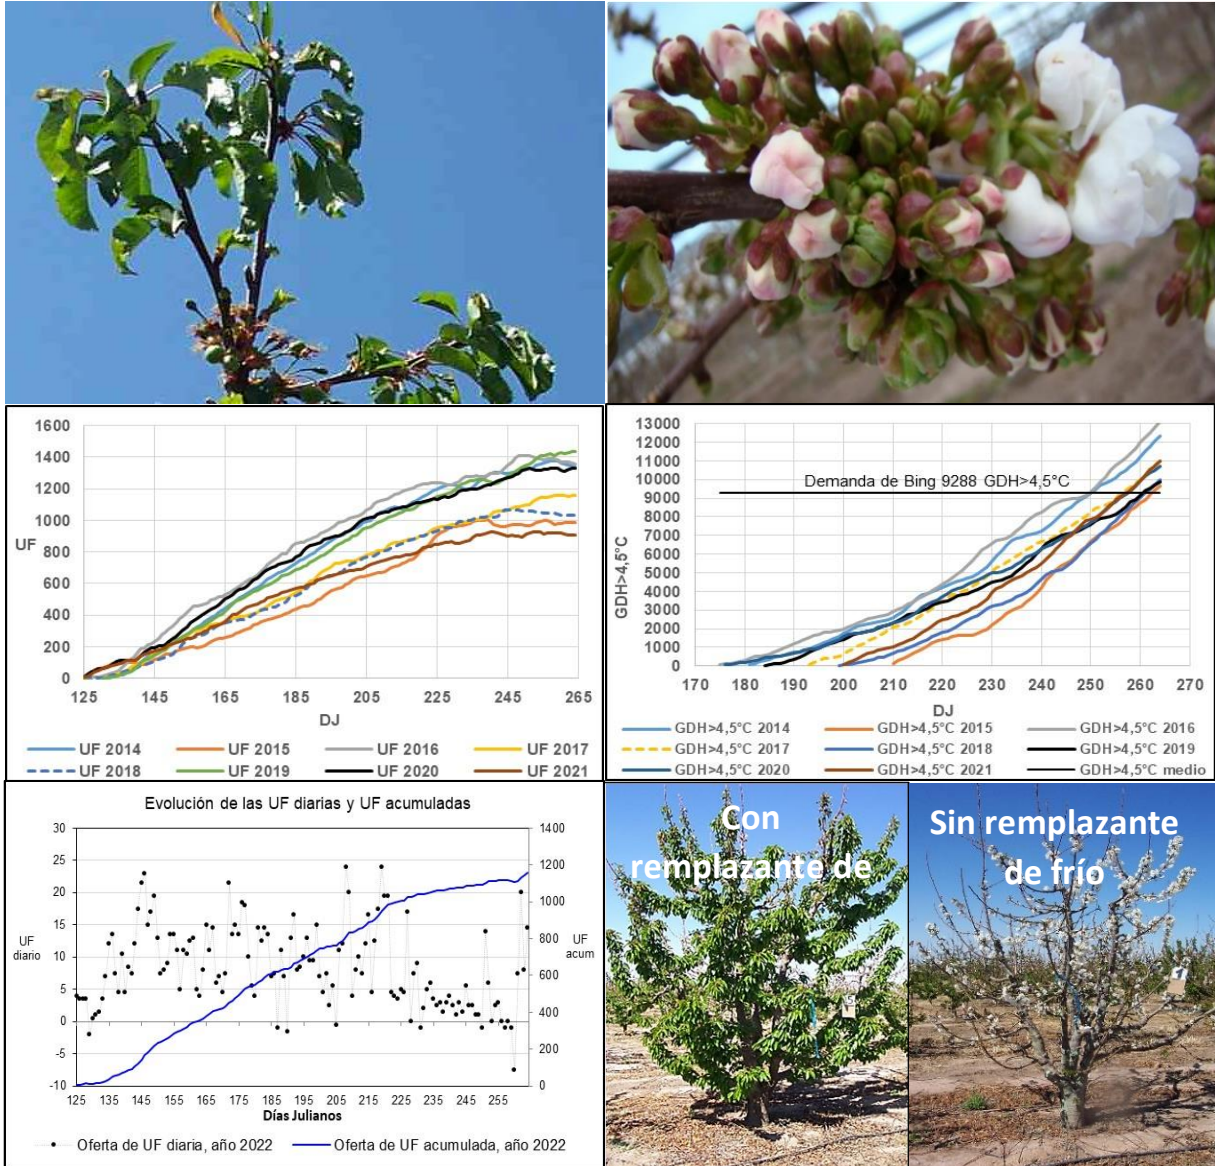 1600
1400
1200
UF 1000
800
600
400
200
0
125 145 165 185 205 225 245 265
DJ
UF 2014 UF 2015 UF 2016 UF 2017
UF 2018 UF 2019 UF 2020 UF 2021
13000
12000
11000
10000
9000
8000
7000
6000
5000
4000
3000
2000
1000
0
GDH>4,5°C
Demanda de Bing 9288 GDH>4,5°C
170 180 190 200 210 220 230 240 250 260 270
DJ
GDH>4,5°C 2014 GDH>4,5°C 2015 GDH>4,5°C 2016
GDH>4,5°C 2017 GDH>4,5°C 2018 GDH>4,5°C 2019
GDH>4,5°C 2020 GDH>4,5°C 2021 GDH>4,5°C medio
Evolución de las UF diarias y UF acumuladas
30
25
20
15
10
5
0
-5
-10
UF
diario
1400
1200
1000
800
600
400
200
0
UF
acum
125 135 145 155 165 175 185 195 205 215 225 235 245 255
Días Julianos
Oferta de UF diaria, año 2022 Oferta de UF acumulada, año 2022
Con
remplazante de
5
Sin remplazante
de frío